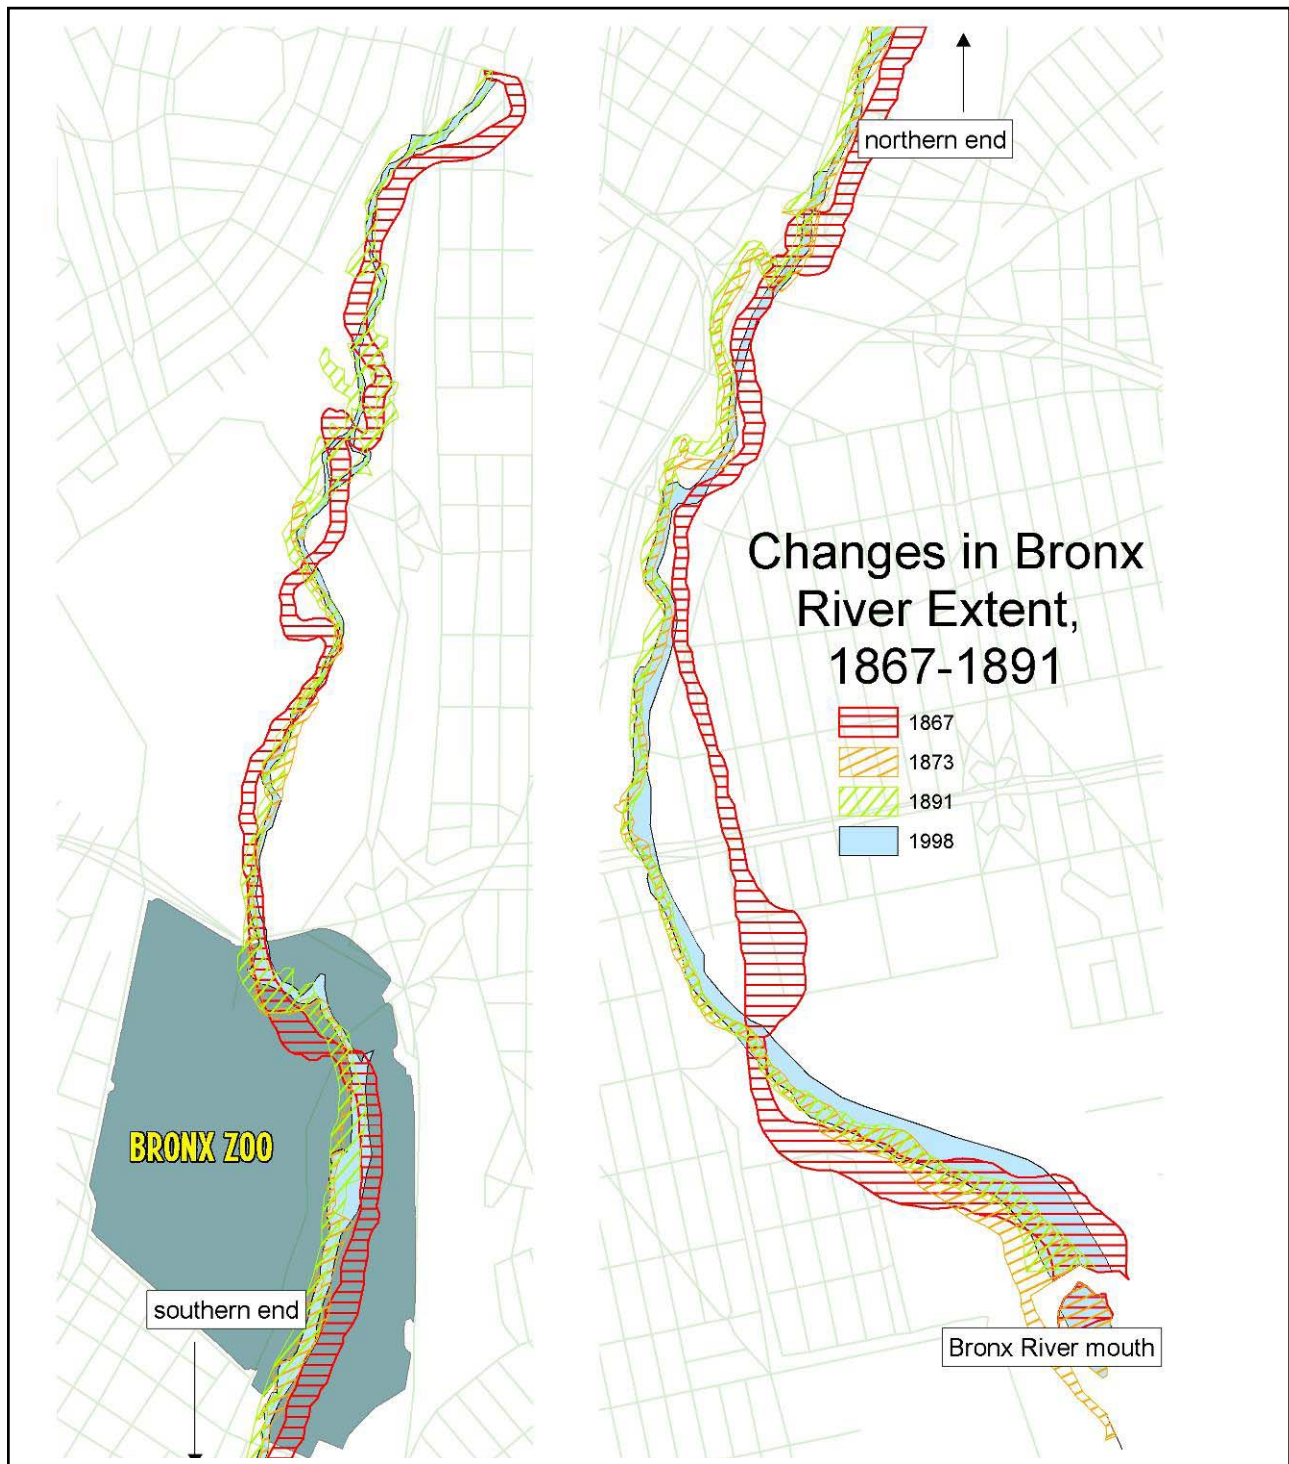 northern end
Changes in Bronx
River Extent,
1867-1891
1867
1873
1891
1998
BRONX ZOO
southern end
Bronx River mouth